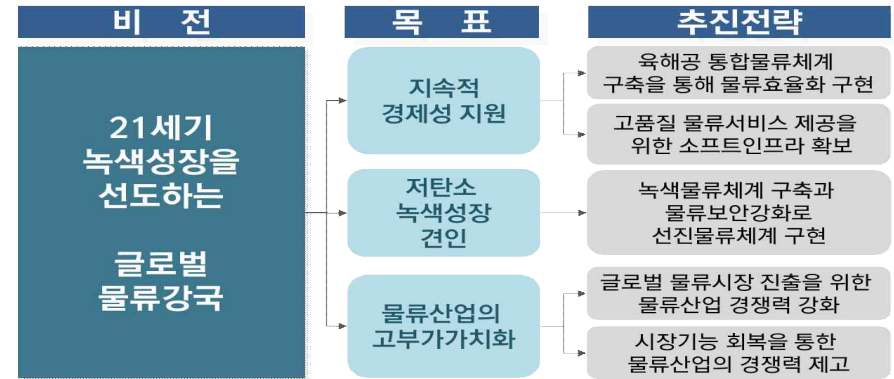 비 전
목 표
추진전략
21세기
녹색성장을
선도하는
글로벌
물류강국
지속적
경제성 지원
육해공 통합물류체계
구축을 통해 물류효율화 구현
고품질 물류서비스 제공을
위한 소프트인프라 확보
저탄소
녹색성장
견인
녹색물류체계 구축과
물류보안강화로
선진물류체계 구현
물류산업의
고부가가치화
글로벌 물류시장 진출을 위한
물류산업 경쟁력 강화
시장기능 회복을 통한
물류산업의 경쟁력 제고